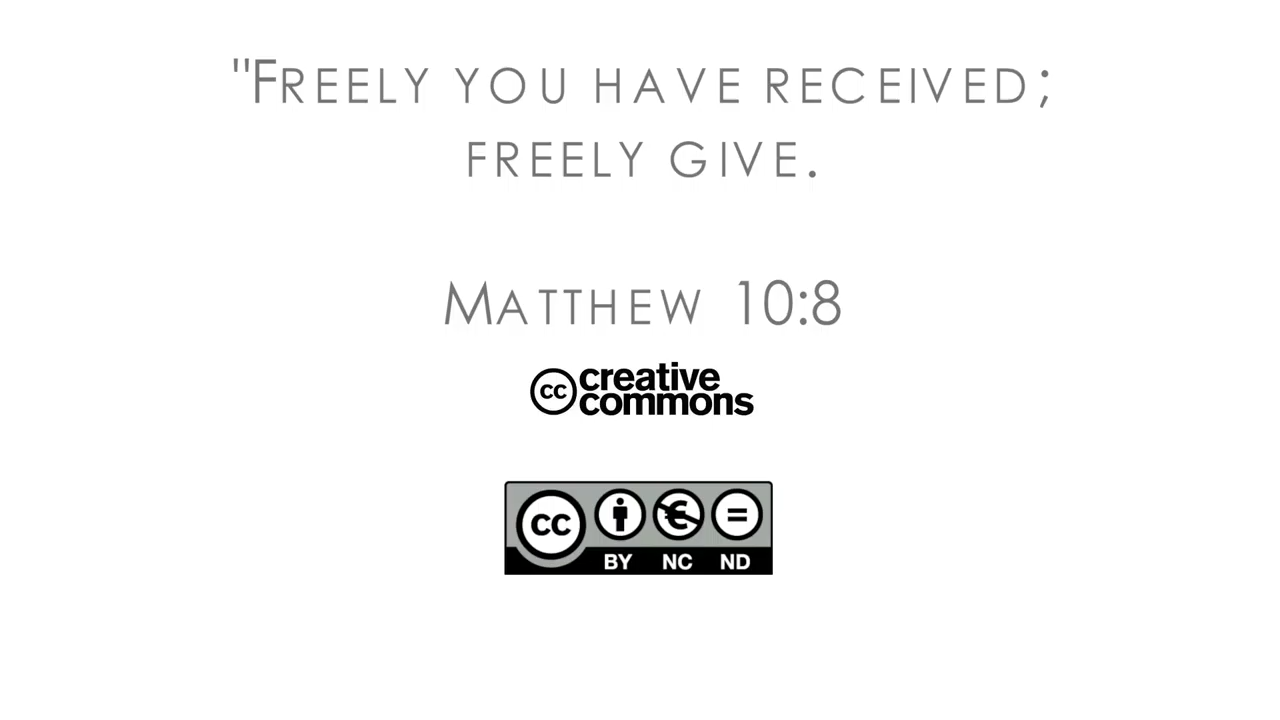 "FREELY YOU HAVE RECEIVED;
FREELY GIVE.
MATTHEW 10:8
cc creative
commons
cc
BY NC ND